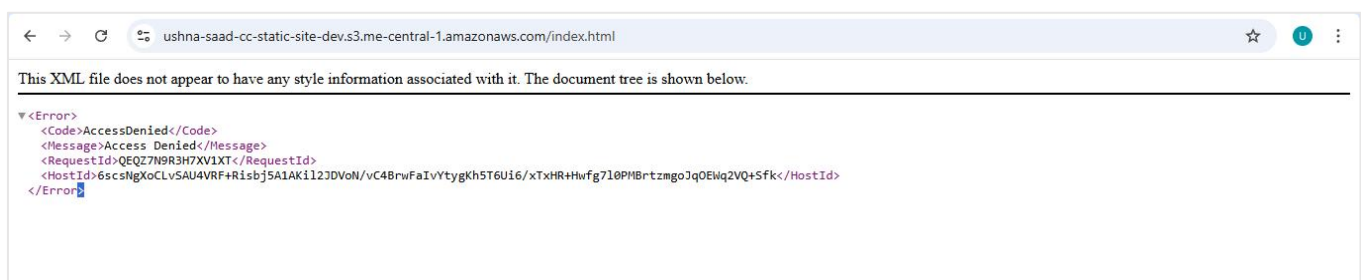 ushna-saad-cc-static-site-dev.s3.me-central-1.amazonaws.com/index.html
U
This XML file does not appear to have any style information associated with it. The document tree is shown below.
▼<Error>
<Code>AccessDenied</Code>
<Message>Access Denied</Message>
<RequestId>QEQZ7N9R3H7XV1XT</RequestId>
<HostId>6scsNgXoCLvSAU4VRF+Risbj5A1AKil2JDVoN/vC4BrwFaIvYtygKh5T6Ui6/xTxHR+Hwfg7l0PMBrtzmgoJqOEWq2VQ+Sfk</HostId>
</Error>